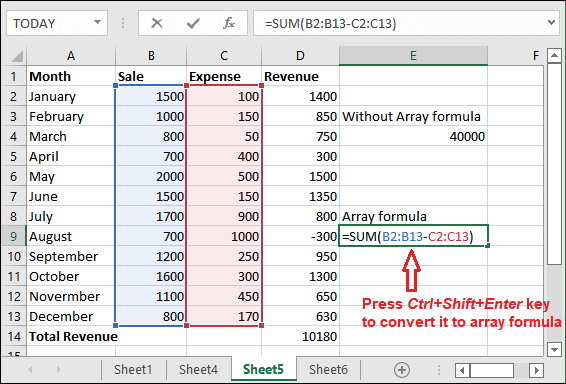 TODAY =SUM(B2:B13-C2:C13)
A B C D E F
1 Month Sale Expense Revenue
2 January 1500 100 1400
3 February 1000 150 850 Without Array formula
4 March 800 50 750 40000
5 April 700 400 300
6 May 2000 500 1500
7 June 1500 150 1350
8 July 1700 900 800 Array formula
9 August 700 1000 -300 =SUM(B2:B13-C2:C13)
10 September 1200 250 950
11 October 1600 300 1300
12 Novermber 1100 450 650
13 December 800 170 630
14 Total Revenue 10180
15
Press Ctrl+Shift+Enter key
to convert it to array formula
Sheet1 Sheet4 Sheet5 Sheet6